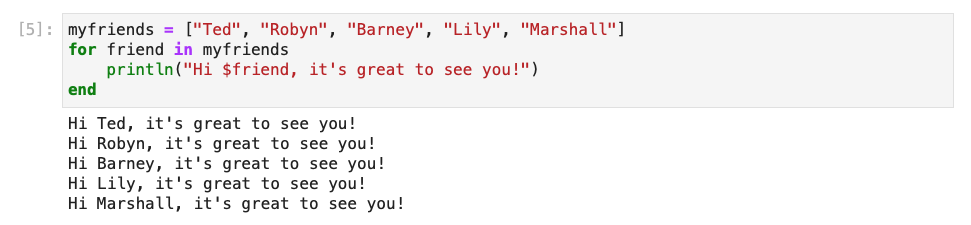 [5]: myfriends = ["Ted", "Robyn", "Barney", "Lily", "Marshall"]
for friend in myfriends
    println("Hi $friend, it's great to see you!")
end
Hi Ted, it's great to see you!
Hi Robyn, it's great to see you!
Hi Barney, it's great to see you!
Hi Lily, it's great to see you!
Hi Marshall, it's great to see you!